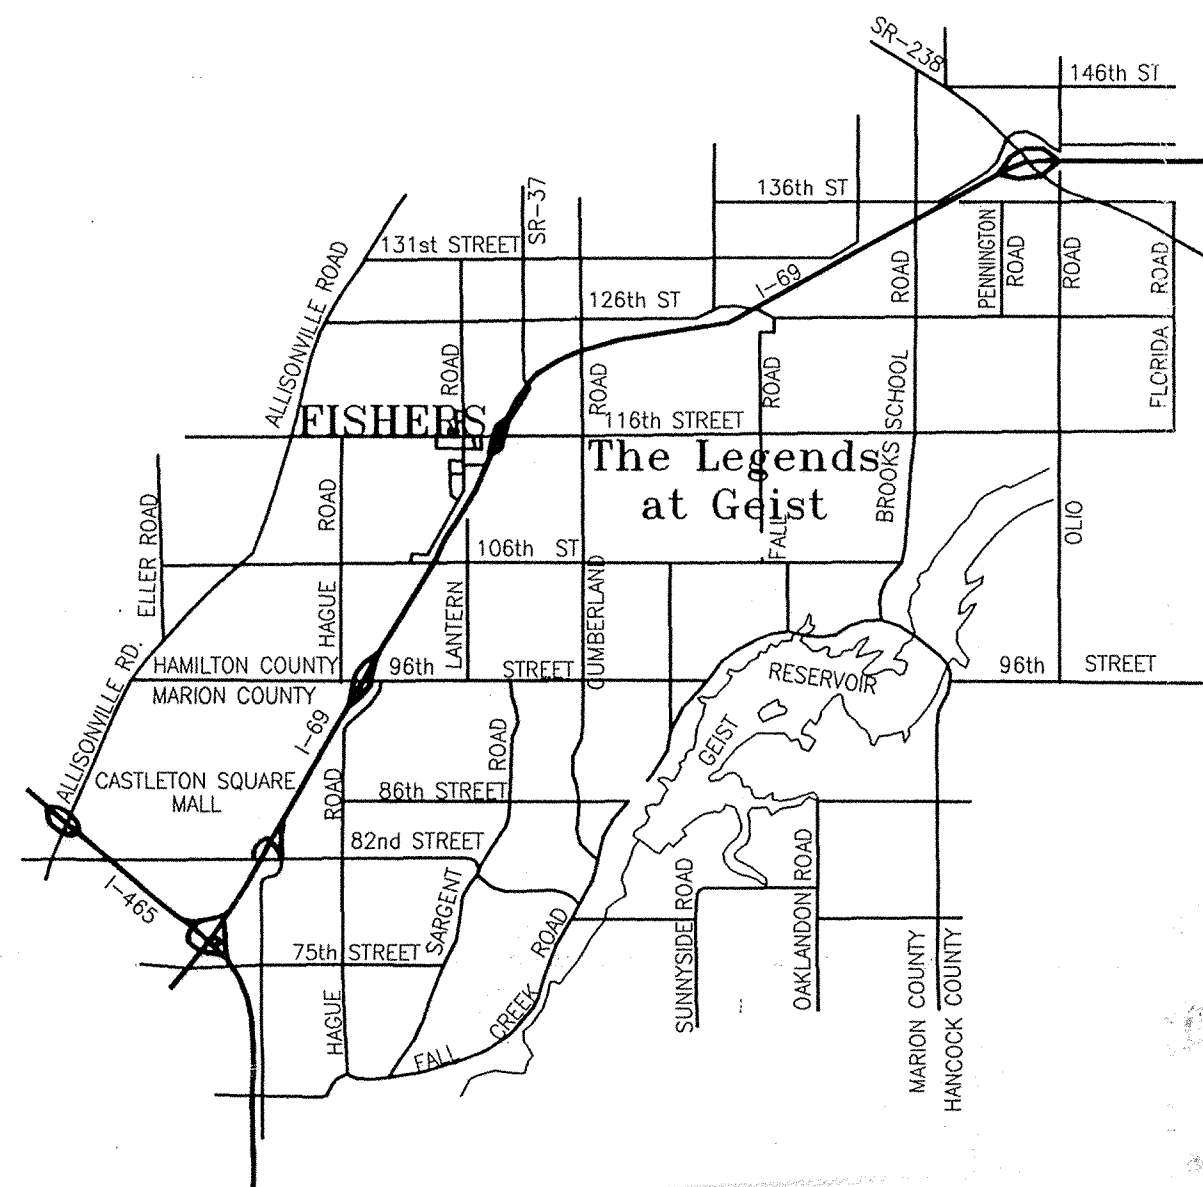 SR-238
146th ST
136th ST
SR-37
131st STREET
PENNINGTON
ROAD
ROAD
ROAD
ROAD
I-69
126th ST
ALLISONVILLE ROAD
ROAD
ROAD
ROAD
BROOKS SCHOOL
FLORIDA
FISHERS
116th STREET
The Legends
at Geist
ELLER ROAD
ROAD
OLIO
FALL
106th ST
HAGUE
LANTERN
CUMBERLAND
ALLISONVILLE RD.
HAMILTON COUNTY
MARION COUNTY
96th STREET
96th STREET
RESERVOIR
GEIST
I-69
ROAD
CASTLETON SQUARE
MALL
ROAD
86th STREET
82nd STREET
I-465
SARGENT
ROAD
75th STREET
SUNNYSIDE ROAD
OAKLANDON ROAD
HAGUE
FALL CREEK
MARION COUNTY
HANCOCK COUNTY